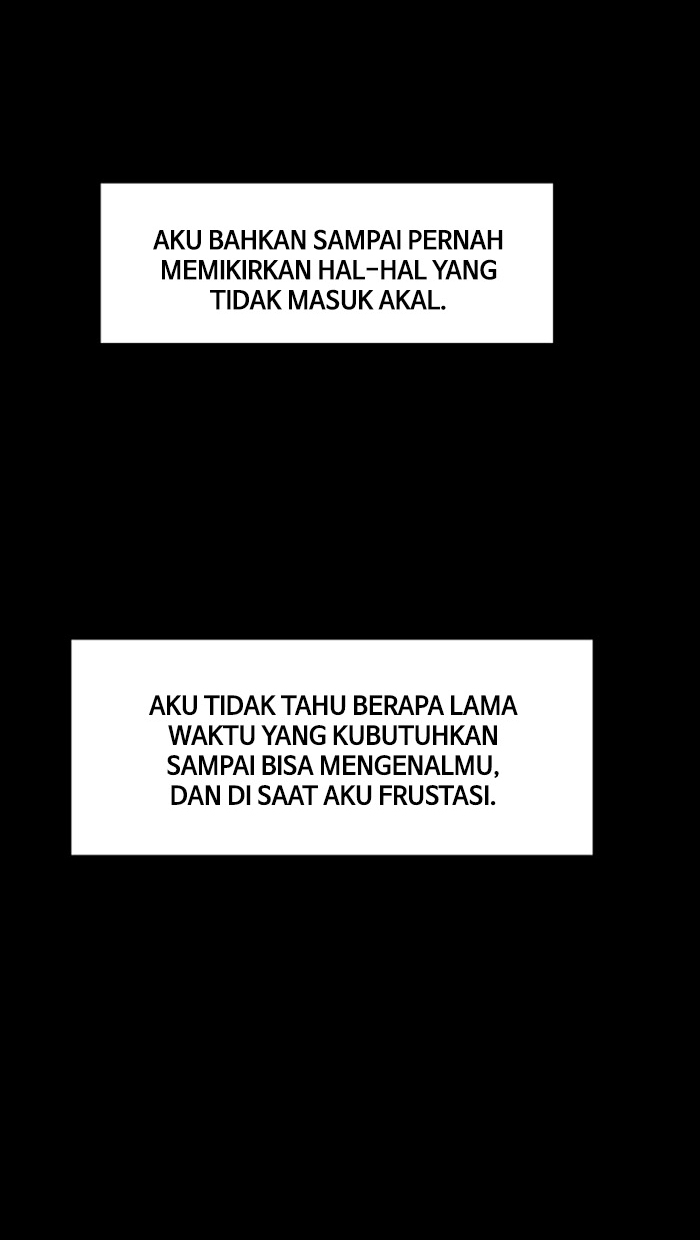 AKU BAHKAN SAMPAI PERNAH
MEMIKIRKAN HAL-HAL YANG
TIDAK MASUK AKAL.
AKU TIDAK TAHU BERAPA LAMA
WAKTU YANG KUBUTUHKAN
SAMPAI BISA MENGENALMU,
DAN DI SAAT AKU FRUSTASI.